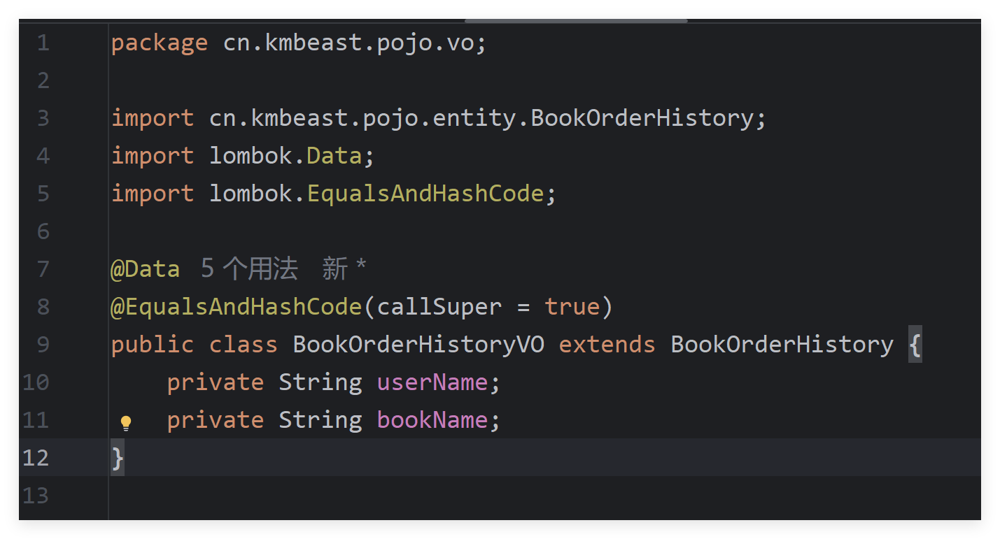 1 package cn.kmbeast.pojo.vo;
2
3 import cn.kmbeast.pojo.entity.BookOrderHistory;
4 import lombok.Data;
5 import lombok.EqualsAndHashCode;
6
7 @Data 5 个用法 新 *
8 @EqualsAndHashCode(callSuper = true)
9 public class BookOrderHistoryVO extends BookOrderHistory {
10     private String userName;
11     private String bookName;
12 }
13